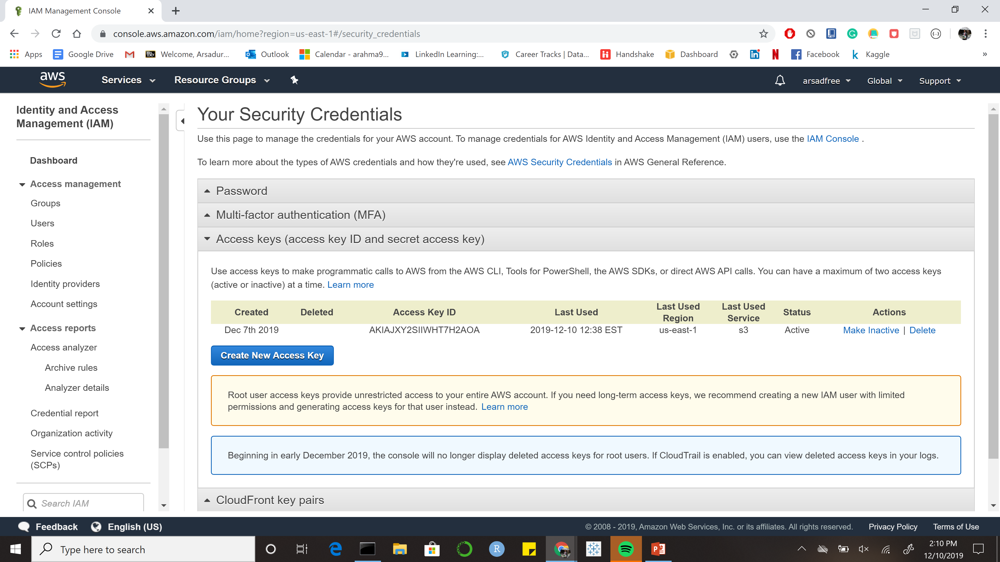 IAM Management Console
console.aws.amazon.com/iam/home?region=us-east-1#/security_credentials
Apps Google Drive Bb Welcome, Arsadur... Outlook Calendar - arahma9... LinkedIn Learning:... Career Tracks | Data... Handshake Dashboard in N Facebook k Kaggle »
aws Services Resource Groups arsadfree Global Support
Identity and Access
Management (IAM)
Dashboard
Access management
Groups
Users
Roles
Policies
Identity providers
Account settings
Access reports
Access analyzer
Archive rules
Analyzer details
Credential report
Organization activity
Service control policies
(SCPs)
Search IAM
Your Security Credentials
Use this page to manage the credentials for your AWS account. To manage credentials for AWS Identity and Access Management (IAM) users, use the IAM Console .
To learn more about the types of AWS credentials and how they're used, see AWS Security Credentials in AWS General Reference.
Password
Multi-factor authentication (MFA)
Access keys (access key ID and secret access key)
Use access keys to make programmatic calls to AWS from the AWS CLI, Tools for PowerShell, the AWS SDKs, or direct AWS API calls. You can have a maximum of two access keys
(active or inactive) at a time. Learn more
Created Deleted Access Key ID Last Used Last Used Region Last Used Service Status Actions
Dec 7th 2019 AKIAJXY2SIIWHT7H2AOA 2019-12-10 12:38 EST us-east-1 s3 Active Make Inactive | Delete
Create New Access Key
Root user access keys provide unrestricted access to your entire AWS account. If you need long-term access keys, we recommend creating a new IAM user with limited
permissions and generating access keys for that user instead. Learn more
Beginning in early December 2019, the console will no longer display deleted access keys for root users. If CloudTrail is enabled, you can view deleted access keys in your logs.
CloudFront key pairs
Feedback English (US) © 2008 - 2019, Amazon Web Services, Inc. or its affiliates. All rights reserved. Privacy Policy Terms of Use
Type here to search
2:10 PM
12/10/2019